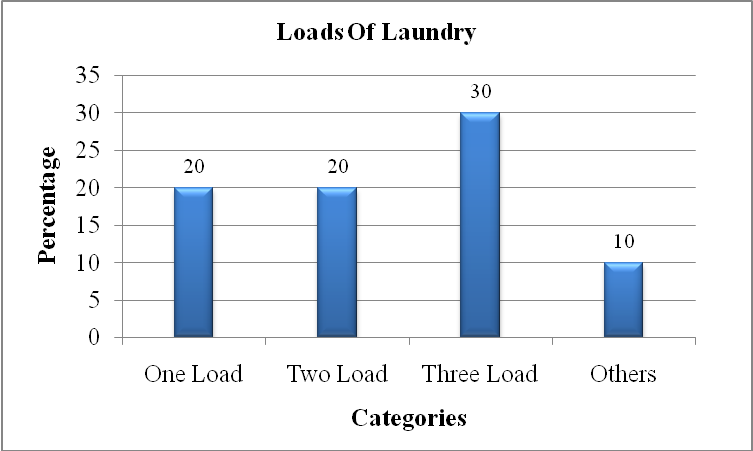 Loads Of Laundry
Percentage
35
30
25
20
15
10
5
0
20
20
30
10
One Load
Two Load
Three Load
Others
Categories